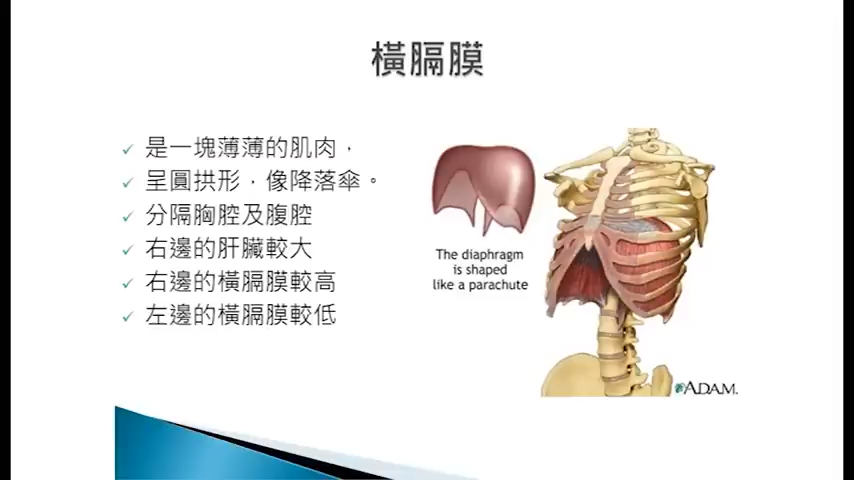 橫膈膜
是一塊薄薄的肌肉，
呈圓拱形，像降落傘。
分隔胸腔及腹腔
右邊的肝臟較大
右邊的橫膈膜較高
左邊的橫膈膜較低
The diaphragm
is shaped
like a parachute
ADAM.